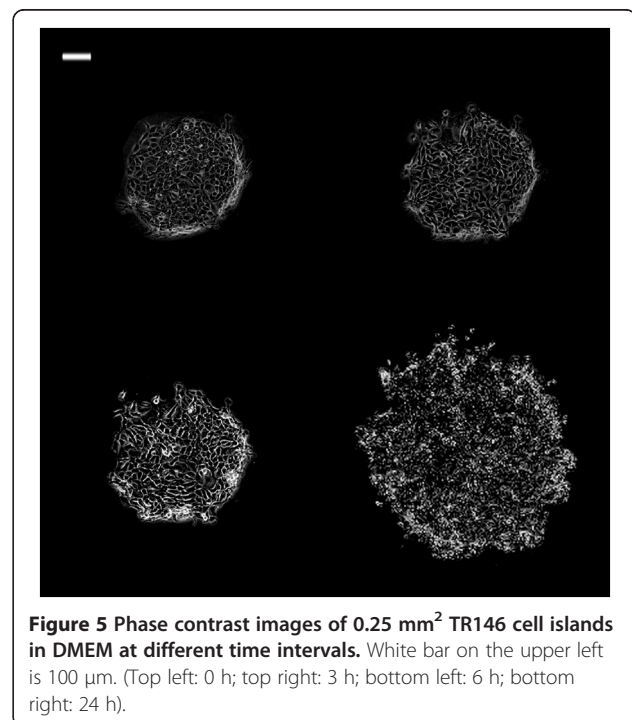 Figure 5 Phase contrast images of 0.25 mm² TR146 cell islands
in DMEM at different time intervals. White bar on the upper left
is 100 μm. (Top left: 0 h; top right: 3 h; bottom left: 6 h; bottom
right: 24 h).